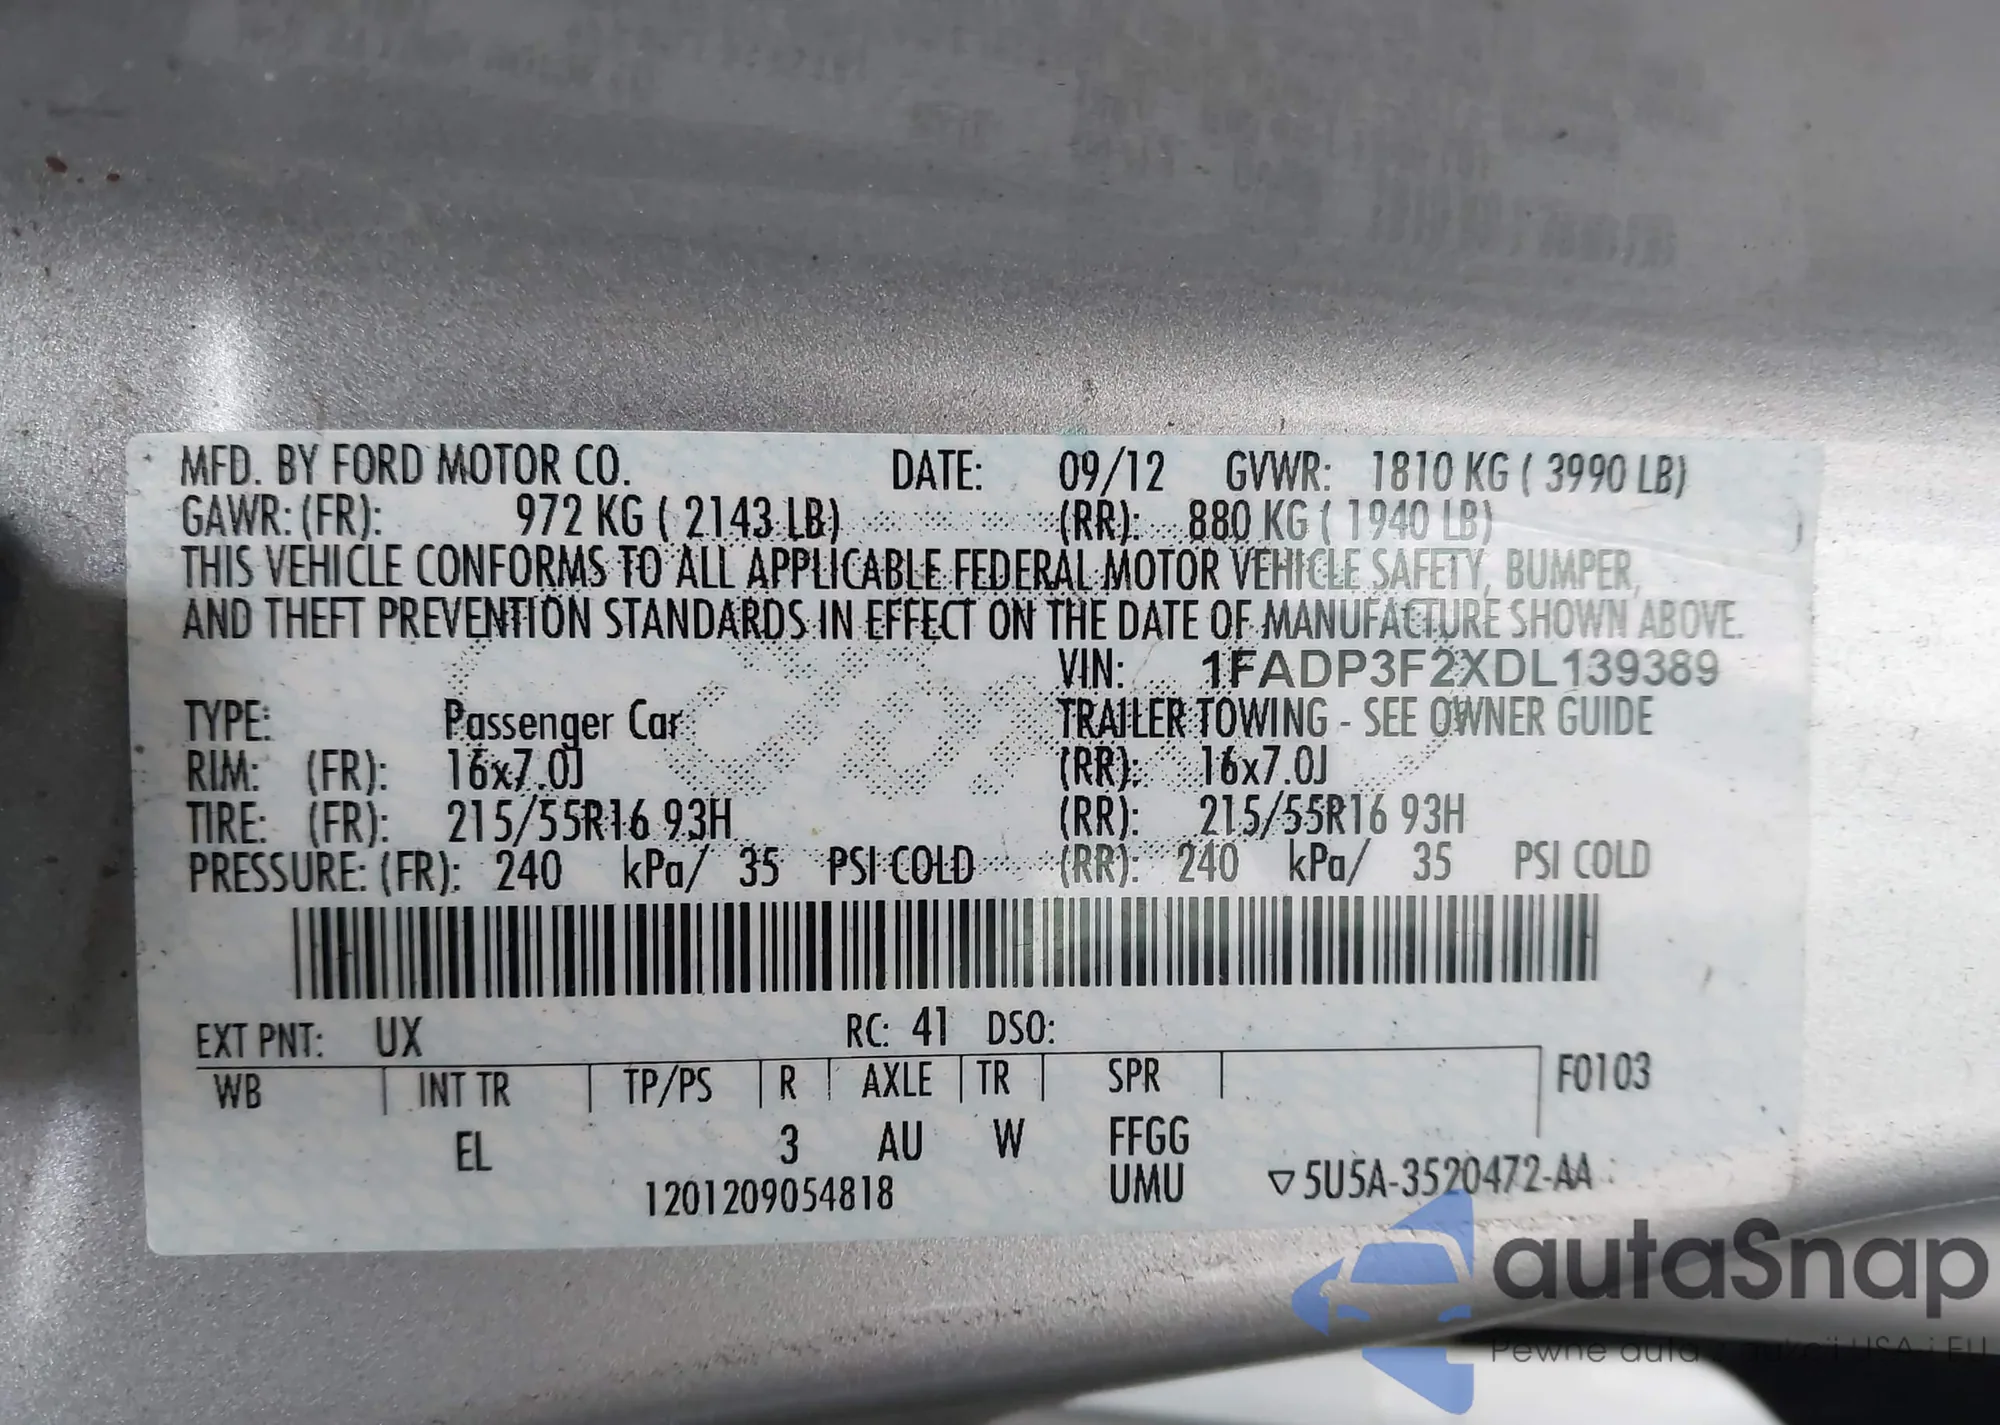 MFD. BY FORD MOTOR CO. DATE: 09/12 GVWR: 1810 KG ( 3990 LB)
GAWR: (FR): 972 KG ( 2143 LB) (RR): 880 KG ( 1940 LB)
THIS VEHICLE CONFORMS TO ALL APPLICABLE FEDERAL MOTOR VEHICLE SAFETY, BUMPER,
AND THEFT PREVENTION STANDARDS IN EFFECT ON THE DATE OF MANUFACTURE SHOWN ABOVE.
VIN: 1FADP3F2XDL139389
TYPE: Passenger Car TRAILER TOWING - SEE OWNER GUIDE
RIM: (FR): 16x7.0J (RR): 16x7.0J
TIRE: (FR): 215/55R16 93H (RR): 215/55R16 93H
PRESSURE: (FR): 240 kPa/ 35 PSI COLD (RR): 240 kPa/ 35 PSI COLD
EXT PNT: UX RC: 41 DSO:
WB INT TR TP/PS R AXLE TR SPR F0103
EL 3 AU W FFGG
1201209054818 UMU ▽5U5A-3520472-AA
autaSnap
Pewne auta z aukcji USA i EU